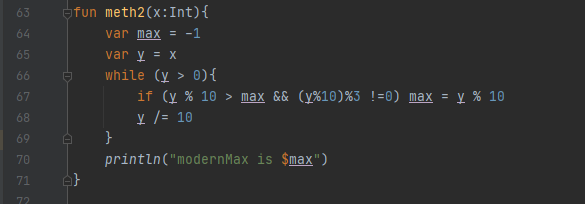 63 fun meth2(x:Int){
64 var max = -1
65 var y = x
66 while (y > 0){
67 if (y % 10 > max && (y%10)%3 !=0) max = y % 10
68 y /= 10
69 }
70 println("modernMax is $max")
71 }
72